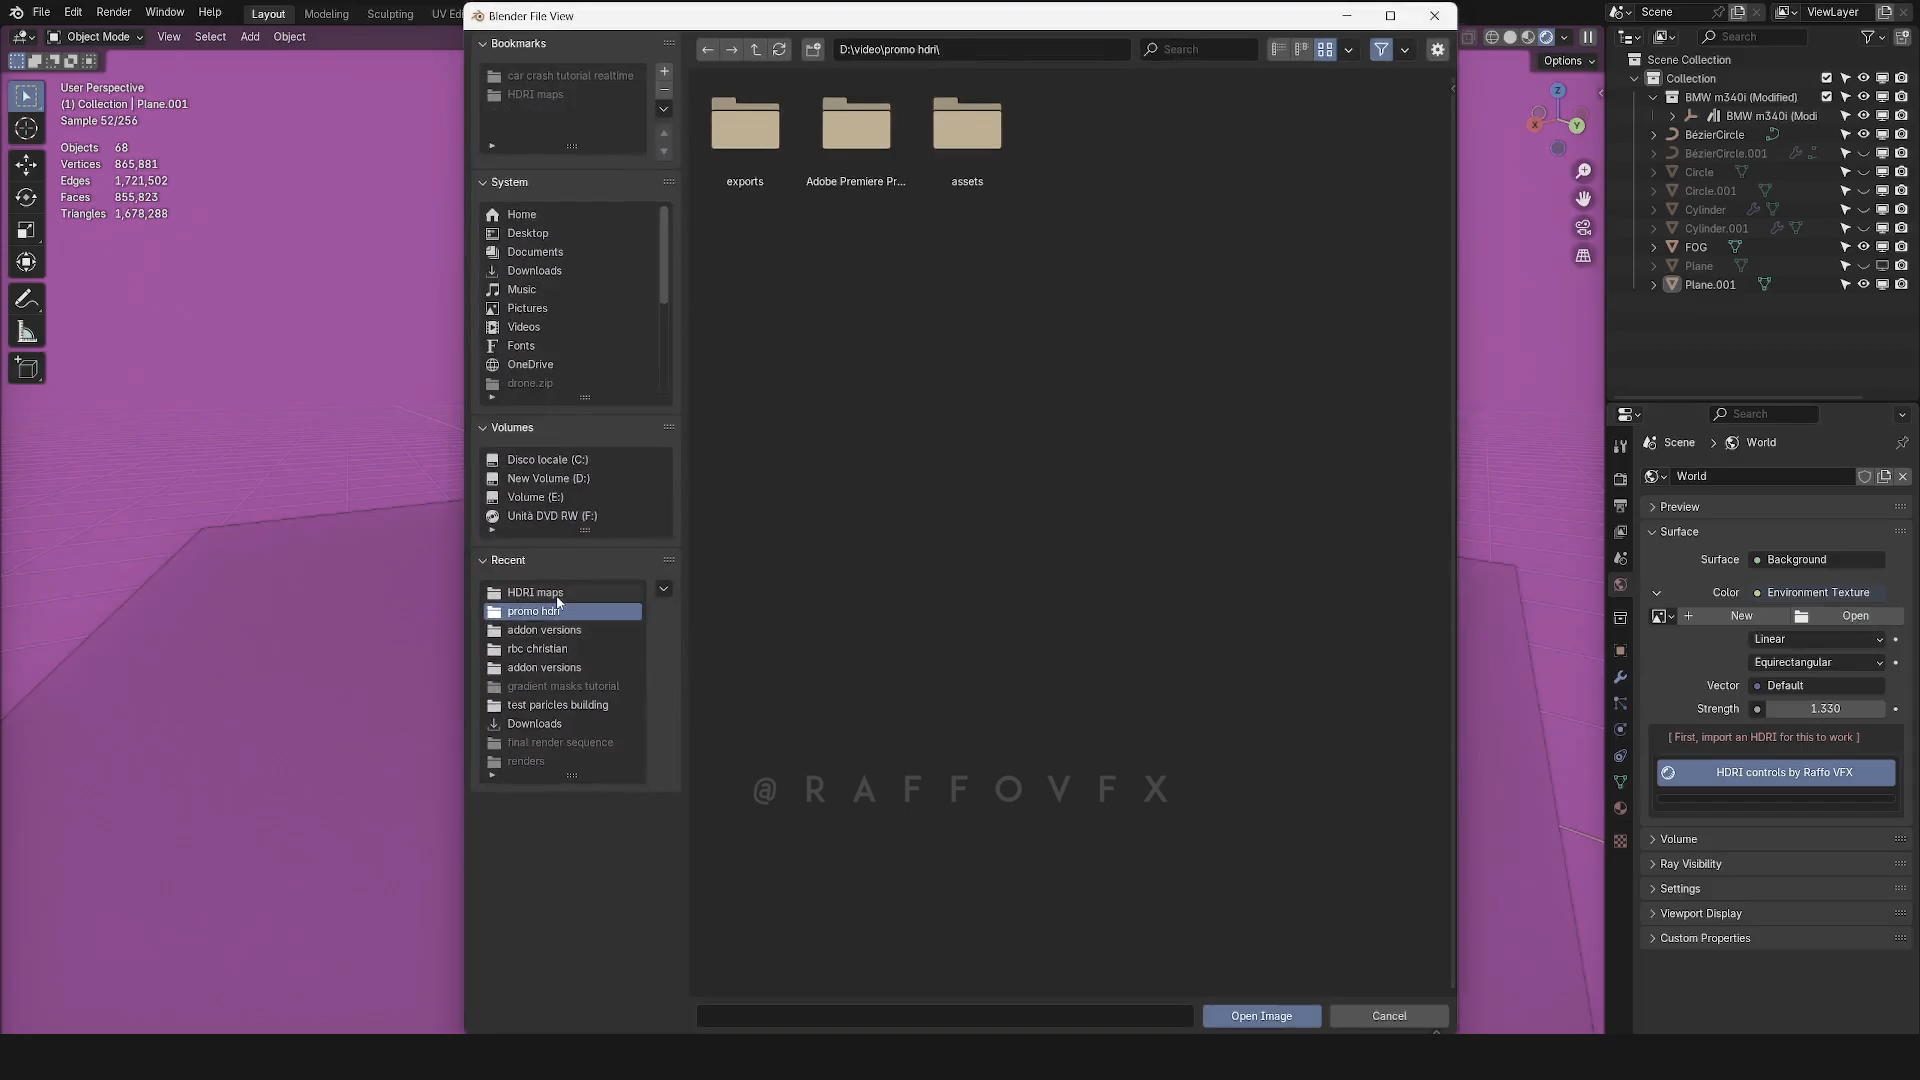 File Edit Render Window Help Layout Modeling Sculpting UV Edi
Blender File View
Scene
ViewLayer
Object Mode View Select Add Object
Options
User Perspective
(1) Collection | Plane.001
Sample 52/256
Objects 68
Vertices 865,881
Edges 1,721,502
Faces 855,823
Triangles 1,678,288
Bookmarks
car crash tutorial realtime
HDRI maps
System
Home
Desktop
Documents
Downloads
Music
Pictures
Videos
Fonts
OneDrive
drone.zip
Volumes
Disco locale (C:)
New Volume (D:)
Volume (E:)
Unità DVD RW (F:)
Recent
HDRI maps
promo hdri
addon versions
rbc christian
addon versions
gradient masks tutorial
test paricles building
Downloads
final render sequence
renders
D:\video\promo hdri\
Search
exports
Adobe Premiere Pr...
assets
@RAFFOVFX
Open Image
Cancel
X
Y
Z
Search
Scene Collection
Collection
BMW m340i (Modified)
BMW m340i (Modi
BézierCircle
BézierCircle.001
Circle
Circle.001
Cylinder
Cylinder.001
FOG
Plane
Plane.001
Search
Scene > World
World
Preview
Surface
Surface Background
Color Environment Texture
New Open
Linear
Equirectangular
Vector Default
Strength 1.330
[ First, import an HDRI for this to work ]
HDRI controls by Raffo VFX
Volume
Ray Visibility
Settings
Viewport Display
Custom Properties